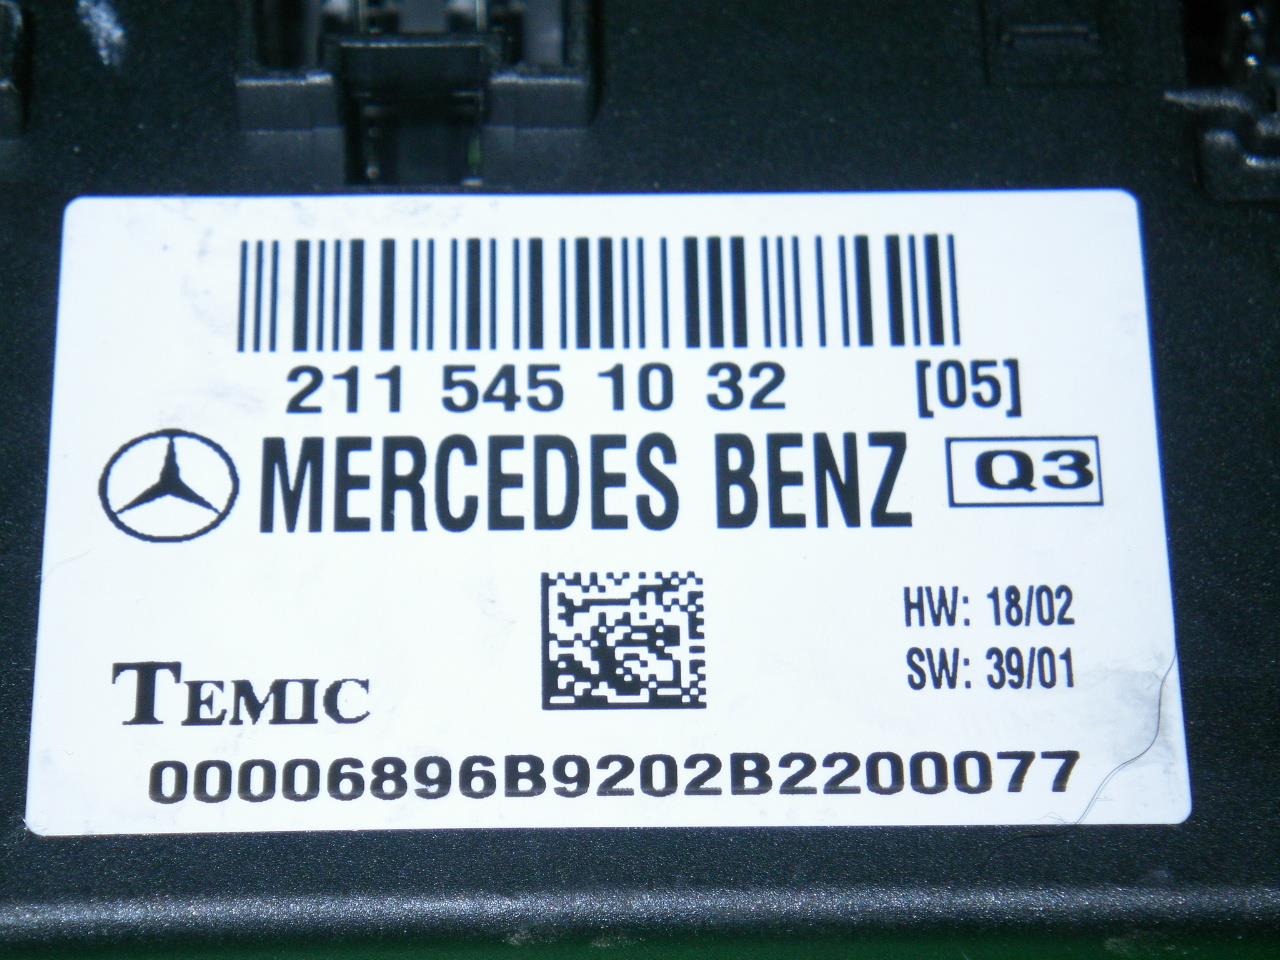 211 545 10 32 [05]
MERCEDES BENZ Q3
HW: 18/02
SW: 39/01
TEMIC
00006896B9202B2200077